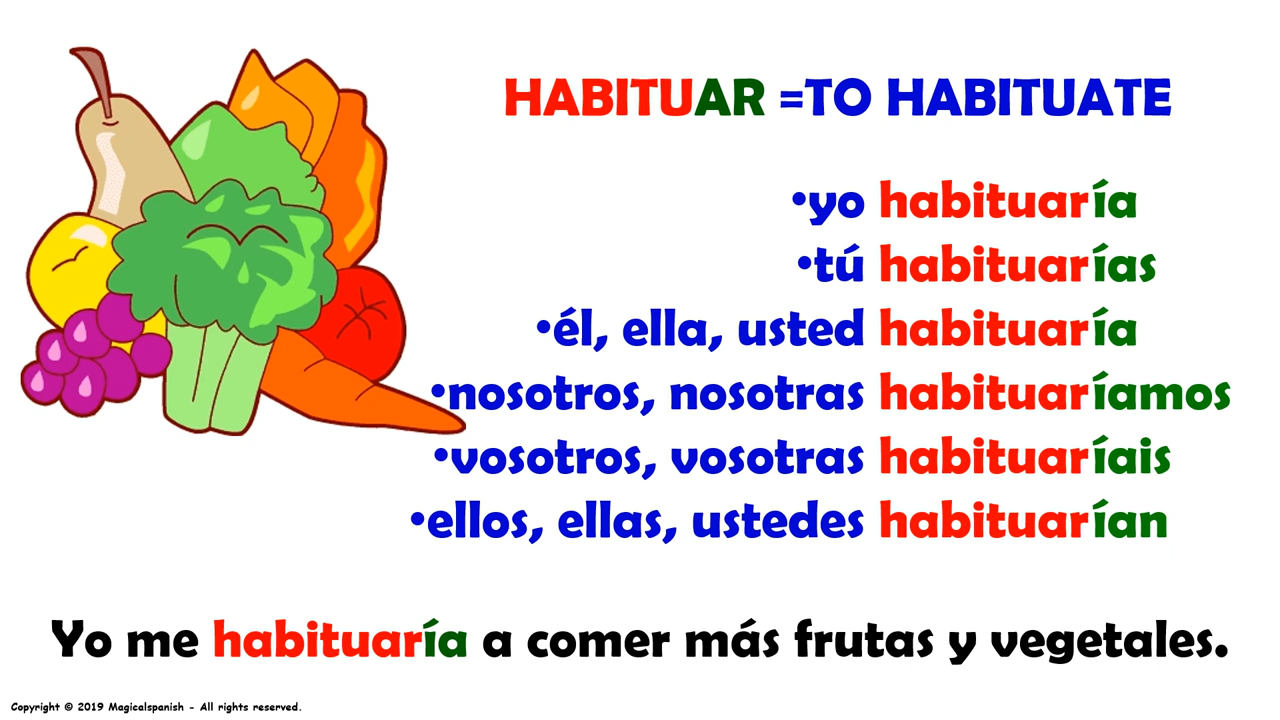 HABITUAR =TO HABITUATE
•yo habituaría
•tú habituarías
•él, ella, usted habituaría
•nosotros, nosotras habituaríamos
•vosotros, vosotras habituaríais
•ellos, ellas, ustedes habituarían
Yo me habituaría a comer más frutas y vegetales.
Copyright © 2019 Magicalspanish - All rights reserved.